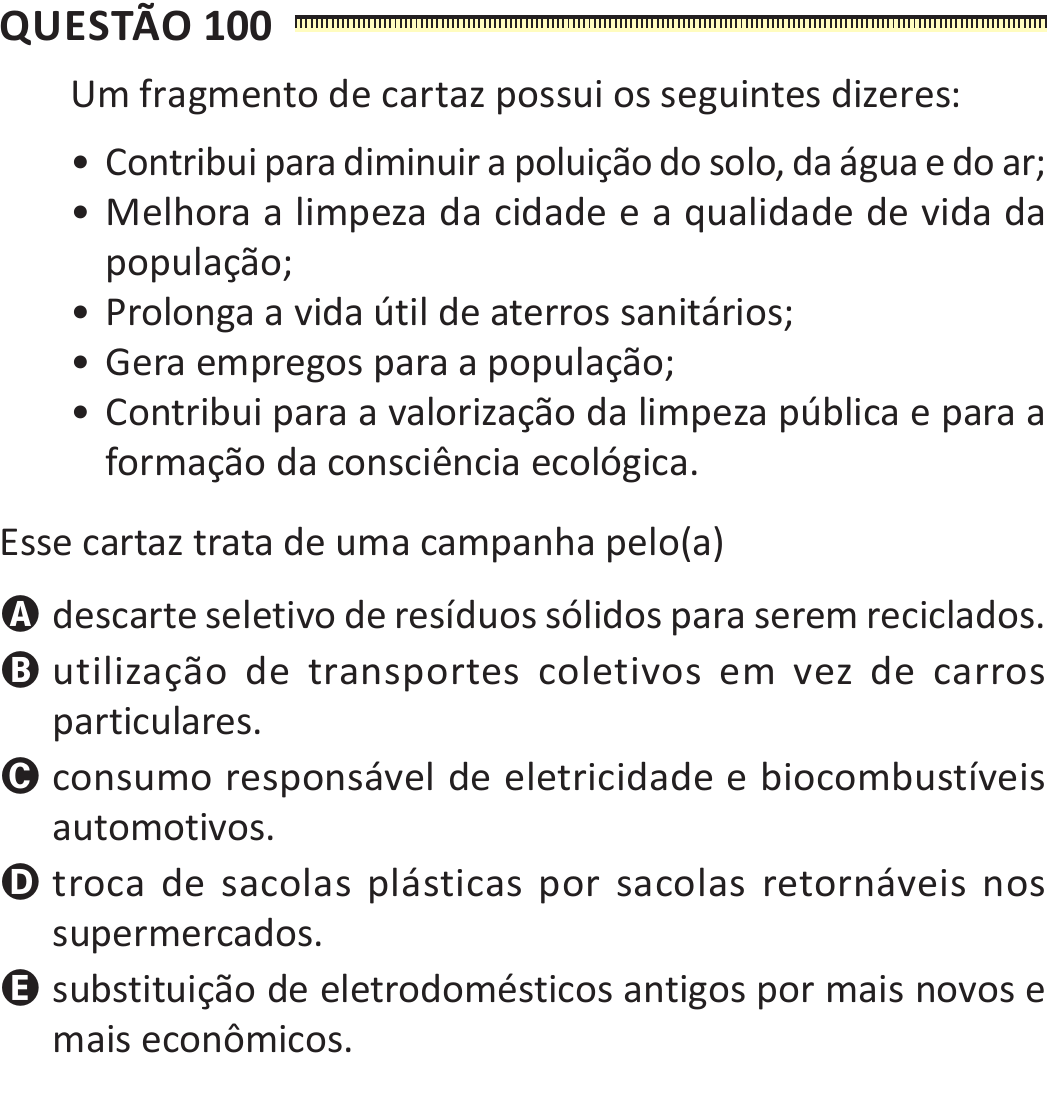 QUESTÃO 100
Um fragmento de cartaz possui os seguintes dizeres:
• Contribui para diminuir a poluição do solo, da água e do ar;
• Melhora a limpeza da cidade e a qualidade de vida da
população;
• Prolonga a vida útil de aterros sanitários;
• Gera empregos para a população;
• Contribui para a valorização da limpeza pública e para a
formação da consciência ecológica.
Esse cartaz trata de uma campanha pelo(a)
A descarte seletivo de resíduos sólidos para serem reciclados.
B utilização de transportes coletivos em vez de carros
particulares.
C consumo responsável de eletricidade e biocombustíveis
automotivos.
D troca de sacolas plásticas por sacolas retornáveis nos
supermercados.
E substituição de eletrodomésticos antigos por mais novos e
mais econômicos.